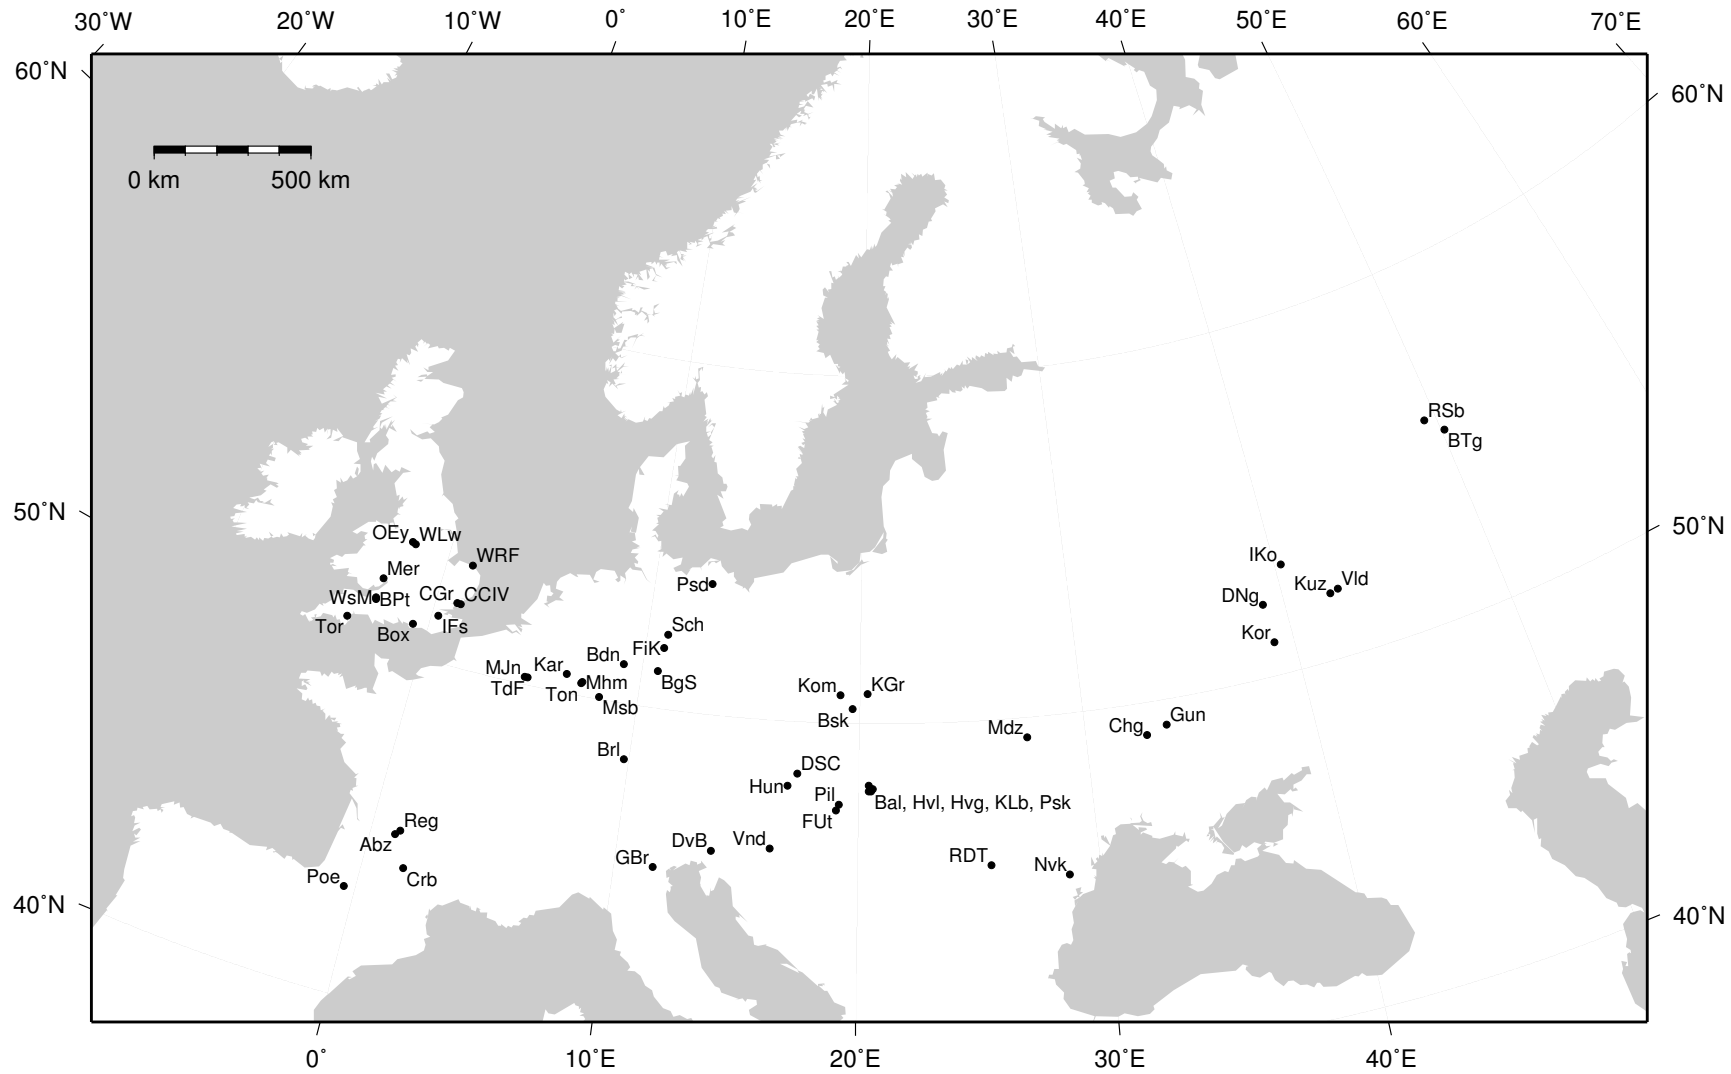 30°W 20°W 10°W 0° 10°E 20°E 30°E 40°E 50°E 60°E 70°E
60°N 60°N
0 km 500 km
RSb
BTg
50°N 50°N
OEy WLw
WRF
IKo
Mer
Kuz Vld
Psd
WsM BPt CGr CCIV
DNg
Tor Box IFs
Sch
Kor
FiK
Bdn
MJn Kar
TdF Ton Mhm BgS
Kom KGr
Msb
Bsk
Gun
Mdz Chg
Brl
DSC
Hun
Pil Bal, Hvl, Hvg, KLb, Psk
FUt
Reg
Abz
DvB Vnd
GBr RDT
Nvk
Poe Crb
40°N 40°N
0° 10°E 20°E 30°E 40°E